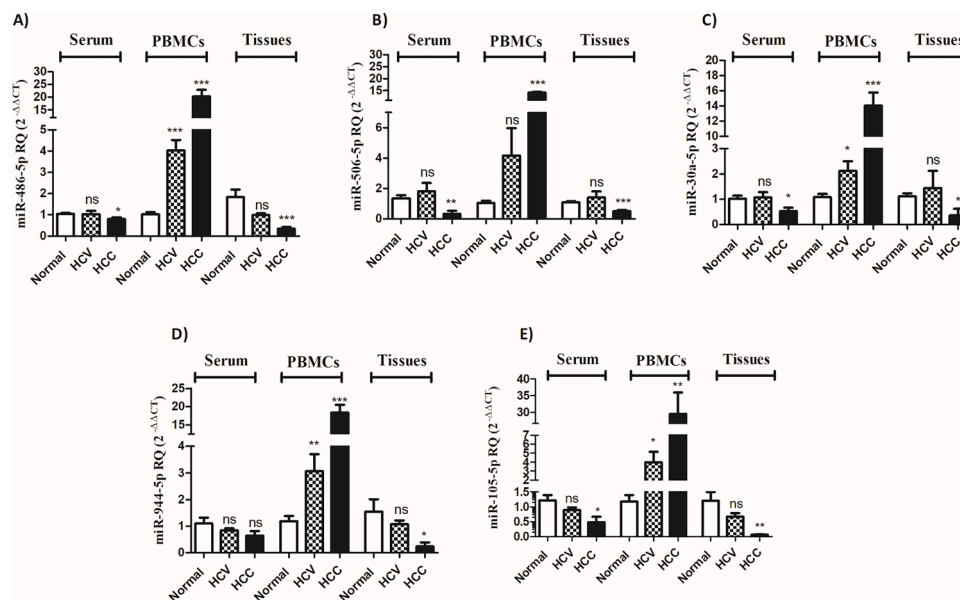 A)
Serum PBMCs Tissues
miR-486-5p RQ (2^-ΔΔCT)
30
25
20
15
10
5
4
3
2
1
0
ns * *** *** ns ***
Normal HCV HCC Normal HCV HCC Normal HCV HCC
B)
Serum PBMCs Tissues
miR-506-5p RQ (2^-ΔΔCT)
30
25
20
15
10
6
4
2
0
ns ** ns *** ns ***
Normal HCV HCC Normal HCV HCC Normal HCV HCC
C)
Serum PBMCs Tissues
miR-30a-5p RQ (2^-ΔΔCT)
20
18
16
14
12
10
8
6
4
3
2
1
0
ns * * *** ns *
Normal HCV HCC Normal HCV HCC Normal HCV HCC
D)
Serum PBMCs Tissues
miR-944-5p RQ (2^-ΔΔCT)
25
20
15
10
5
4
3
2
1
0
ns ns ** *** ns *
Normal HCV HCC Normal HCV HCC Normal HCV HCC
E)
Serum PBMCs Tissues
miR-105-5p RQ (2^-ΔΔCT)
40
35
30
25
7
6
5
4
3
2
1.5
1.0
0.5
0.0
ns * * ** ns **
Normal HCV HCC Normal HCV HCC Normal HCV HCC